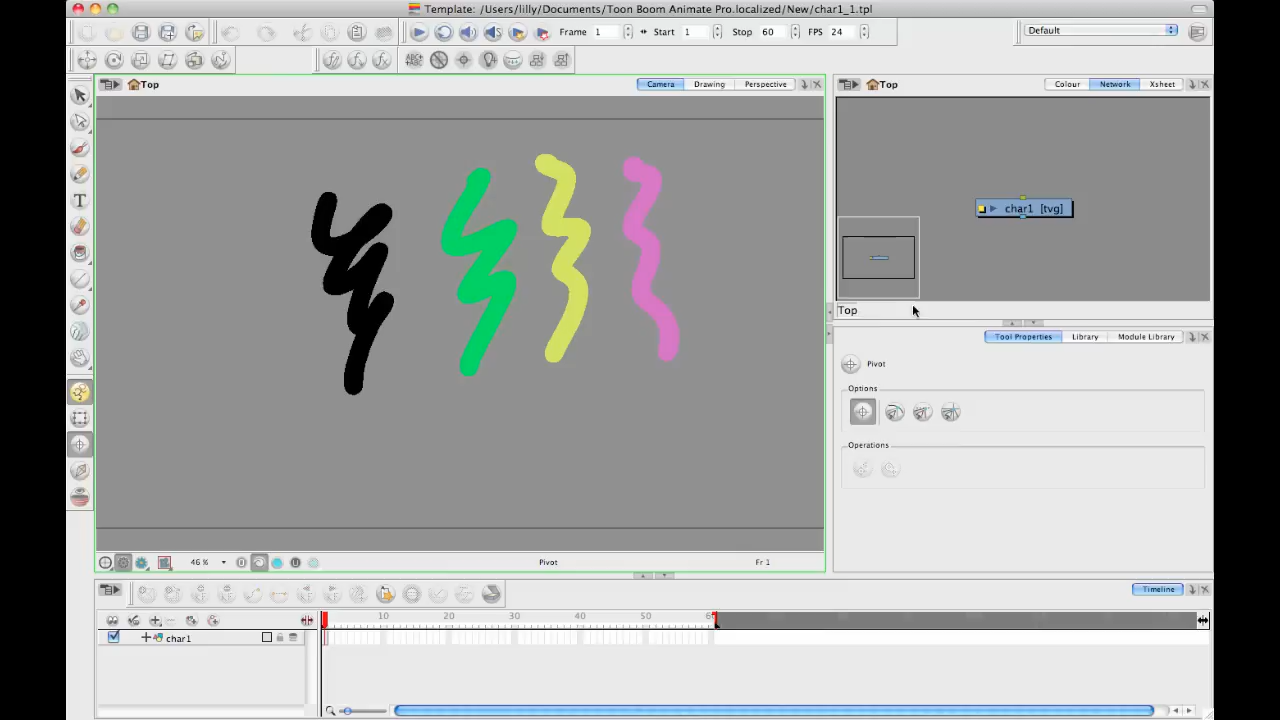 Template: /Users/lilly/Documents/Toon Boom Animate Pro.localized/New/char1_1.tpl
Frame 1 Start 1 Stop 60 FPS 24 Default
Top Camera Drawing Perspective
Top Colour Network Xsheet
char1 [tvg]
Top
Tool Properties Library Module Library
Pivot
Options
Operations
46 % Pivot Fr 1
Timeline
10 20 30 40 50 60
char1